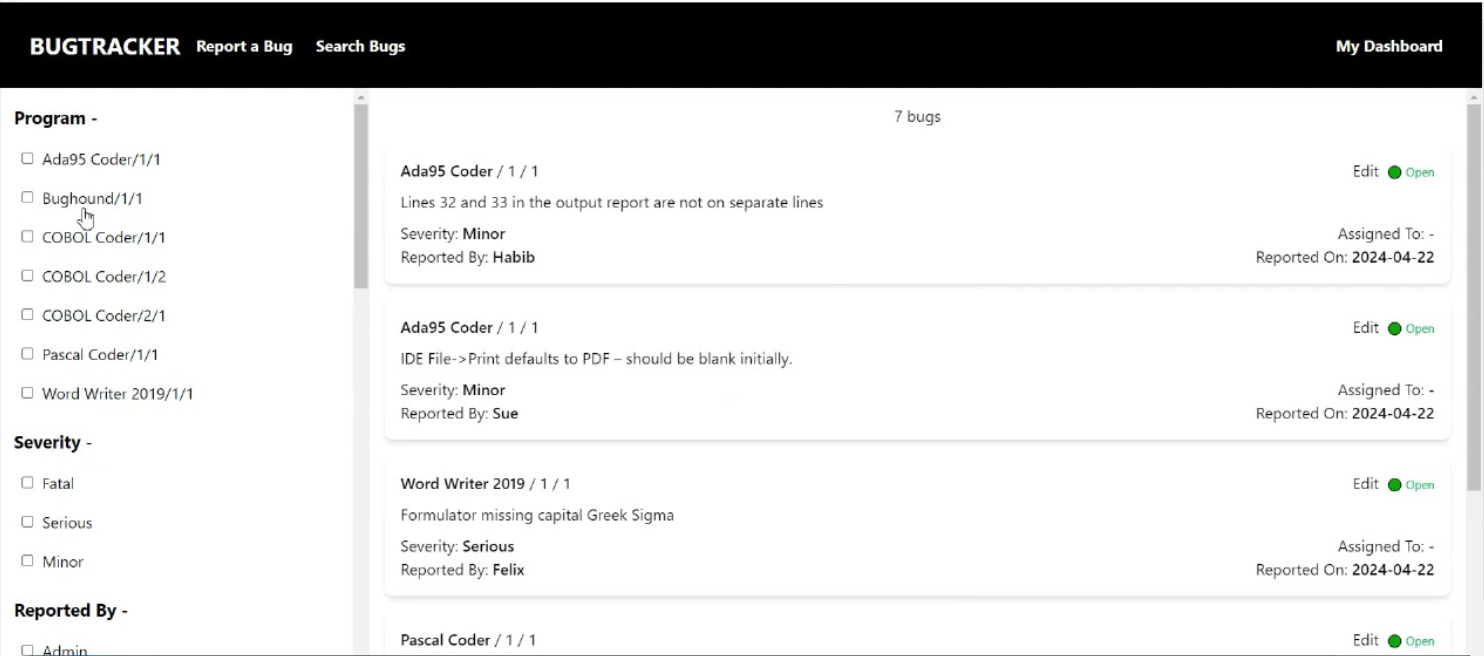 BUGTRACKER Report a Bug Search Bugs My Dashboard
Program -
Ada95 Coder/1/1
Bughound/1/1
COBOL Coder/1/1
COBOL Coder/1/2
COBOL Coder/2/1
Pascal Coder/1/1
Word Writer 2019/1/1
Severity -
Fatal
Serious
Minor
Reported By -
Admin
7 bugs
Ada95 Coder / 1 / 1 Edit Open
Lines 32 and 33 in the output report are not on separate lines
Severity: Minor Assigned To: -
Reported By: Habib Reported On: 2024-04-22
Ada95 Coder / 1 / 1 Edit Open
IDE File->Print defaults to PDF – should be blank initially.
Severity: Minor Assigned To: -
Reported By: Sue Reported On: 2024-04-22
Word Writer 2019 / 1 / 1 Edit Open
Formulator missing capital Greek Sigma
Severity: Serious Assigned To: -
Reported By: Felix Reported On: 2024-04-22
Pascal Coder / 1 / 1 Edit Open